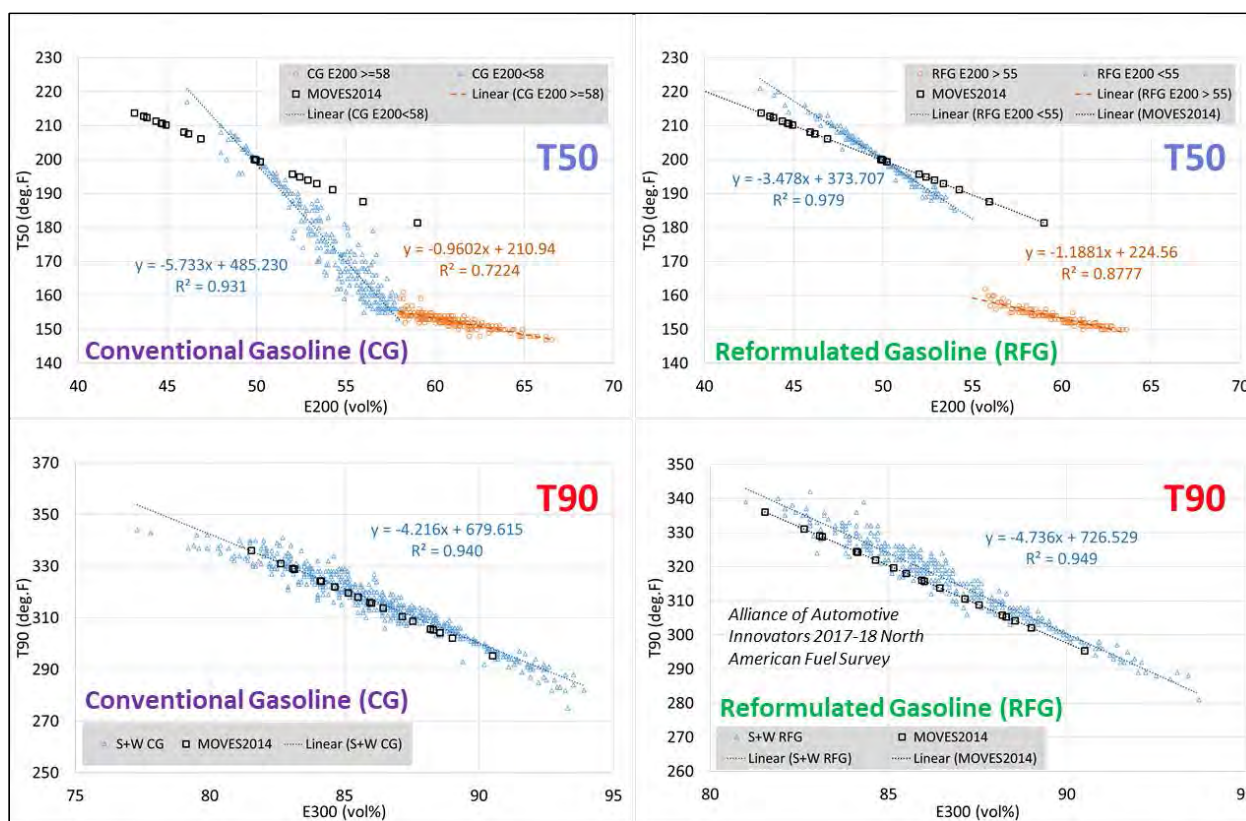 230
220
210
200
190
180
170
160
150
140
T50 (deg.F)
CG E200 >=58
CG E200<58
MOVES2014
Linear (CG E200 >=58)
Linear (CG E200<58)
T50
y = -0.9602x + 210.94
R² = 0.7224
y = -5.733x + 485.230
R² = 0.931
Conventional Gasoline (CG)
40 45 50 55 60 65 70
E200 (vol%)
230
220
210
200
190
180
170
160
150
140
T50 (deg.F)
RFG E200 > 55
RFG E200 <55
MOVES2014
Linear (RFG E200 > 55)
Linear (RFG E200 <55)
Linear (MOVES2014)
T50
y = -3.478x + 373.707
R² = 0.979
y = -1.1881x + 224.56
R² = 0.8777
Reformulated Gasoline (RFG)
40 45 50 55 60 65 70
E200 (vol%)
370
350
330
310
290
270
250
T90 (deg.F)
T90
y = -4.216x + 679.615
R² = 0.940
Conventional Gasoline (CG)
S+W CG
MOVES2014
Linear (S+W CG)
75 80 85 90 95
E300 (vol%)
350
340
330
320
310
300
290
280
270
260
T90 (deg.F)
T90
y = -4.736x + 726.529
R² = 0.949
Alliance of Automotive
Innovators 2017-18 North
American Fuel Survey
Reformulated Gasoline (RFG)
S+W RFG
MOVES2014
Linear (S+W RFG)
Linear (MOVES2014)
80 85 90
E300 (vol%)